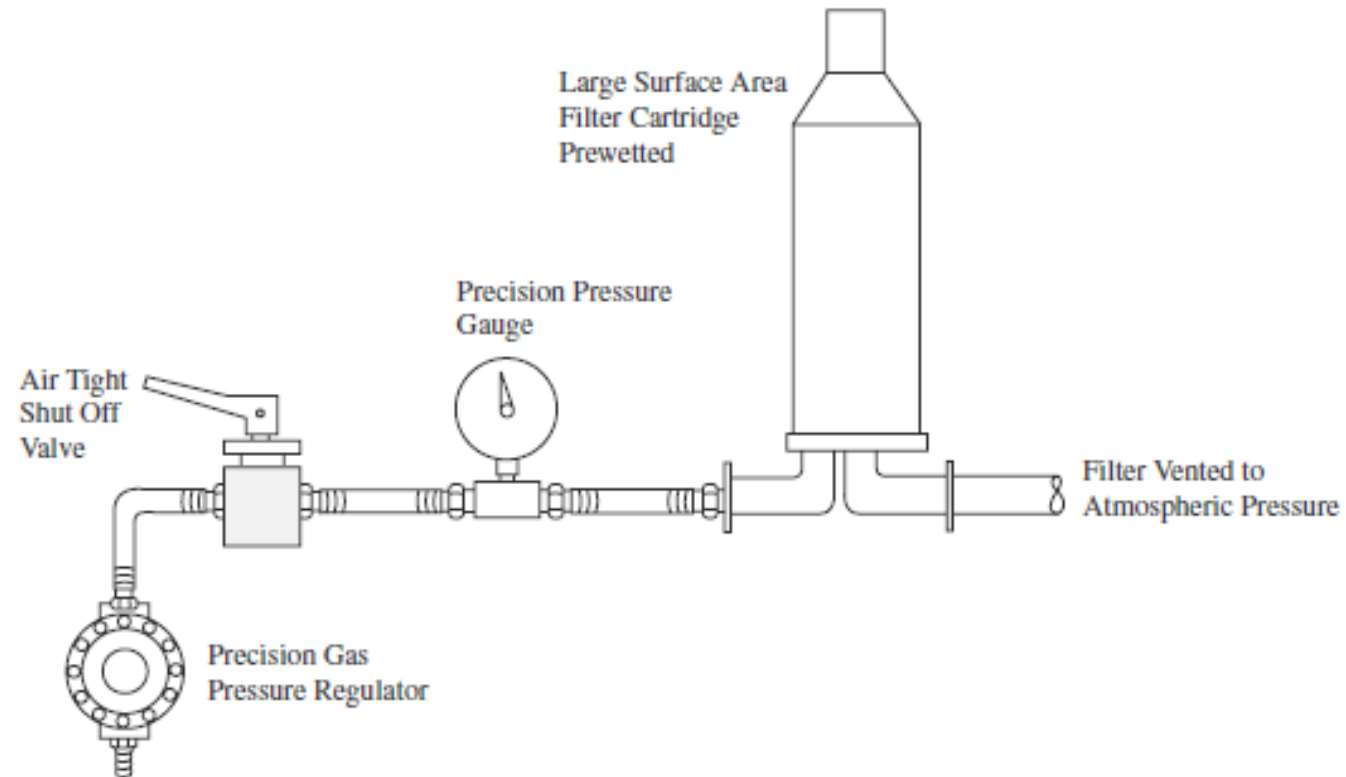 Large Surface Area
Filter Cartridge
Prewetted
Precision Pressure
Gauge
Air Tight
Shut Off
Valve
Filter Vented to
Atmospheric Pressure
Precision Gas
Pressure Regulator